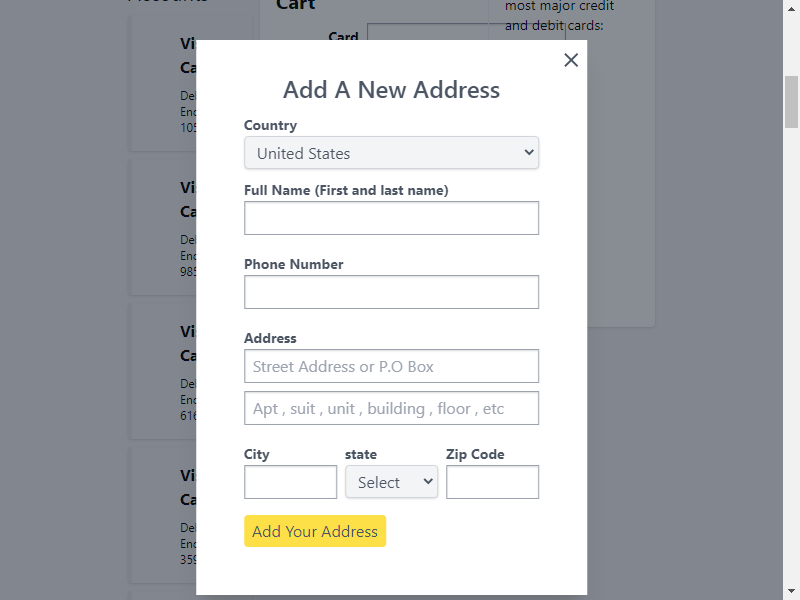 Cart
most major credit
and debit cards:
Card
Add A New Address
Country
United States
Full Name (First and last name)
Phone Number
Address
Street Address or P.O Box
Apt , suit , unit , building , floor , etc
City
state
Zip Code
Select
Add Your Address